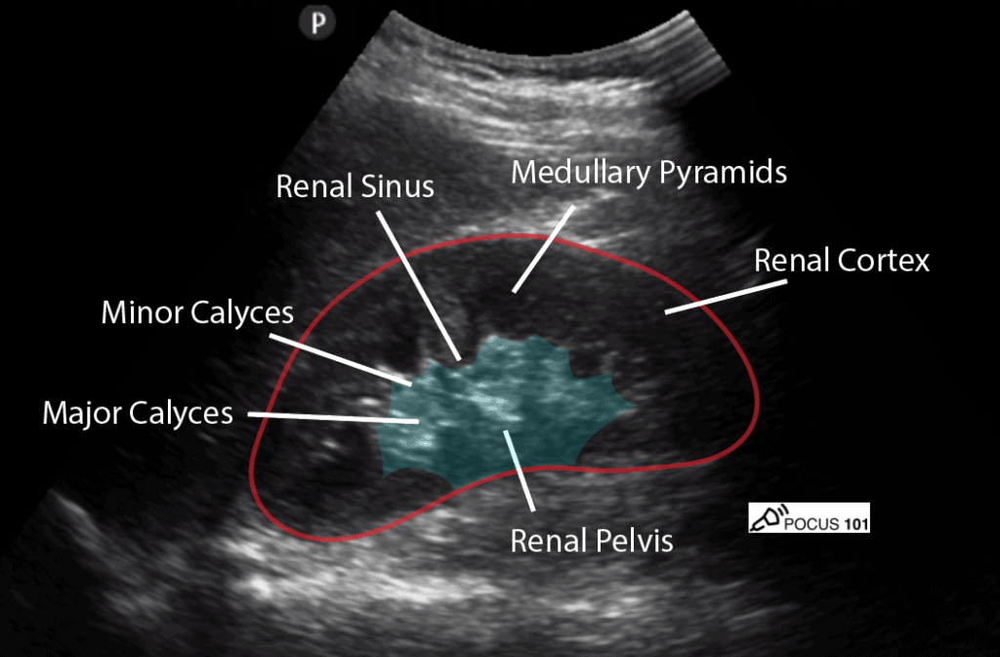 P
Medullary Pyramids
Renal Sinus
Renal Cortex
Minor Calyces
Major Calyces
POCUS 101
Renal Pelvis